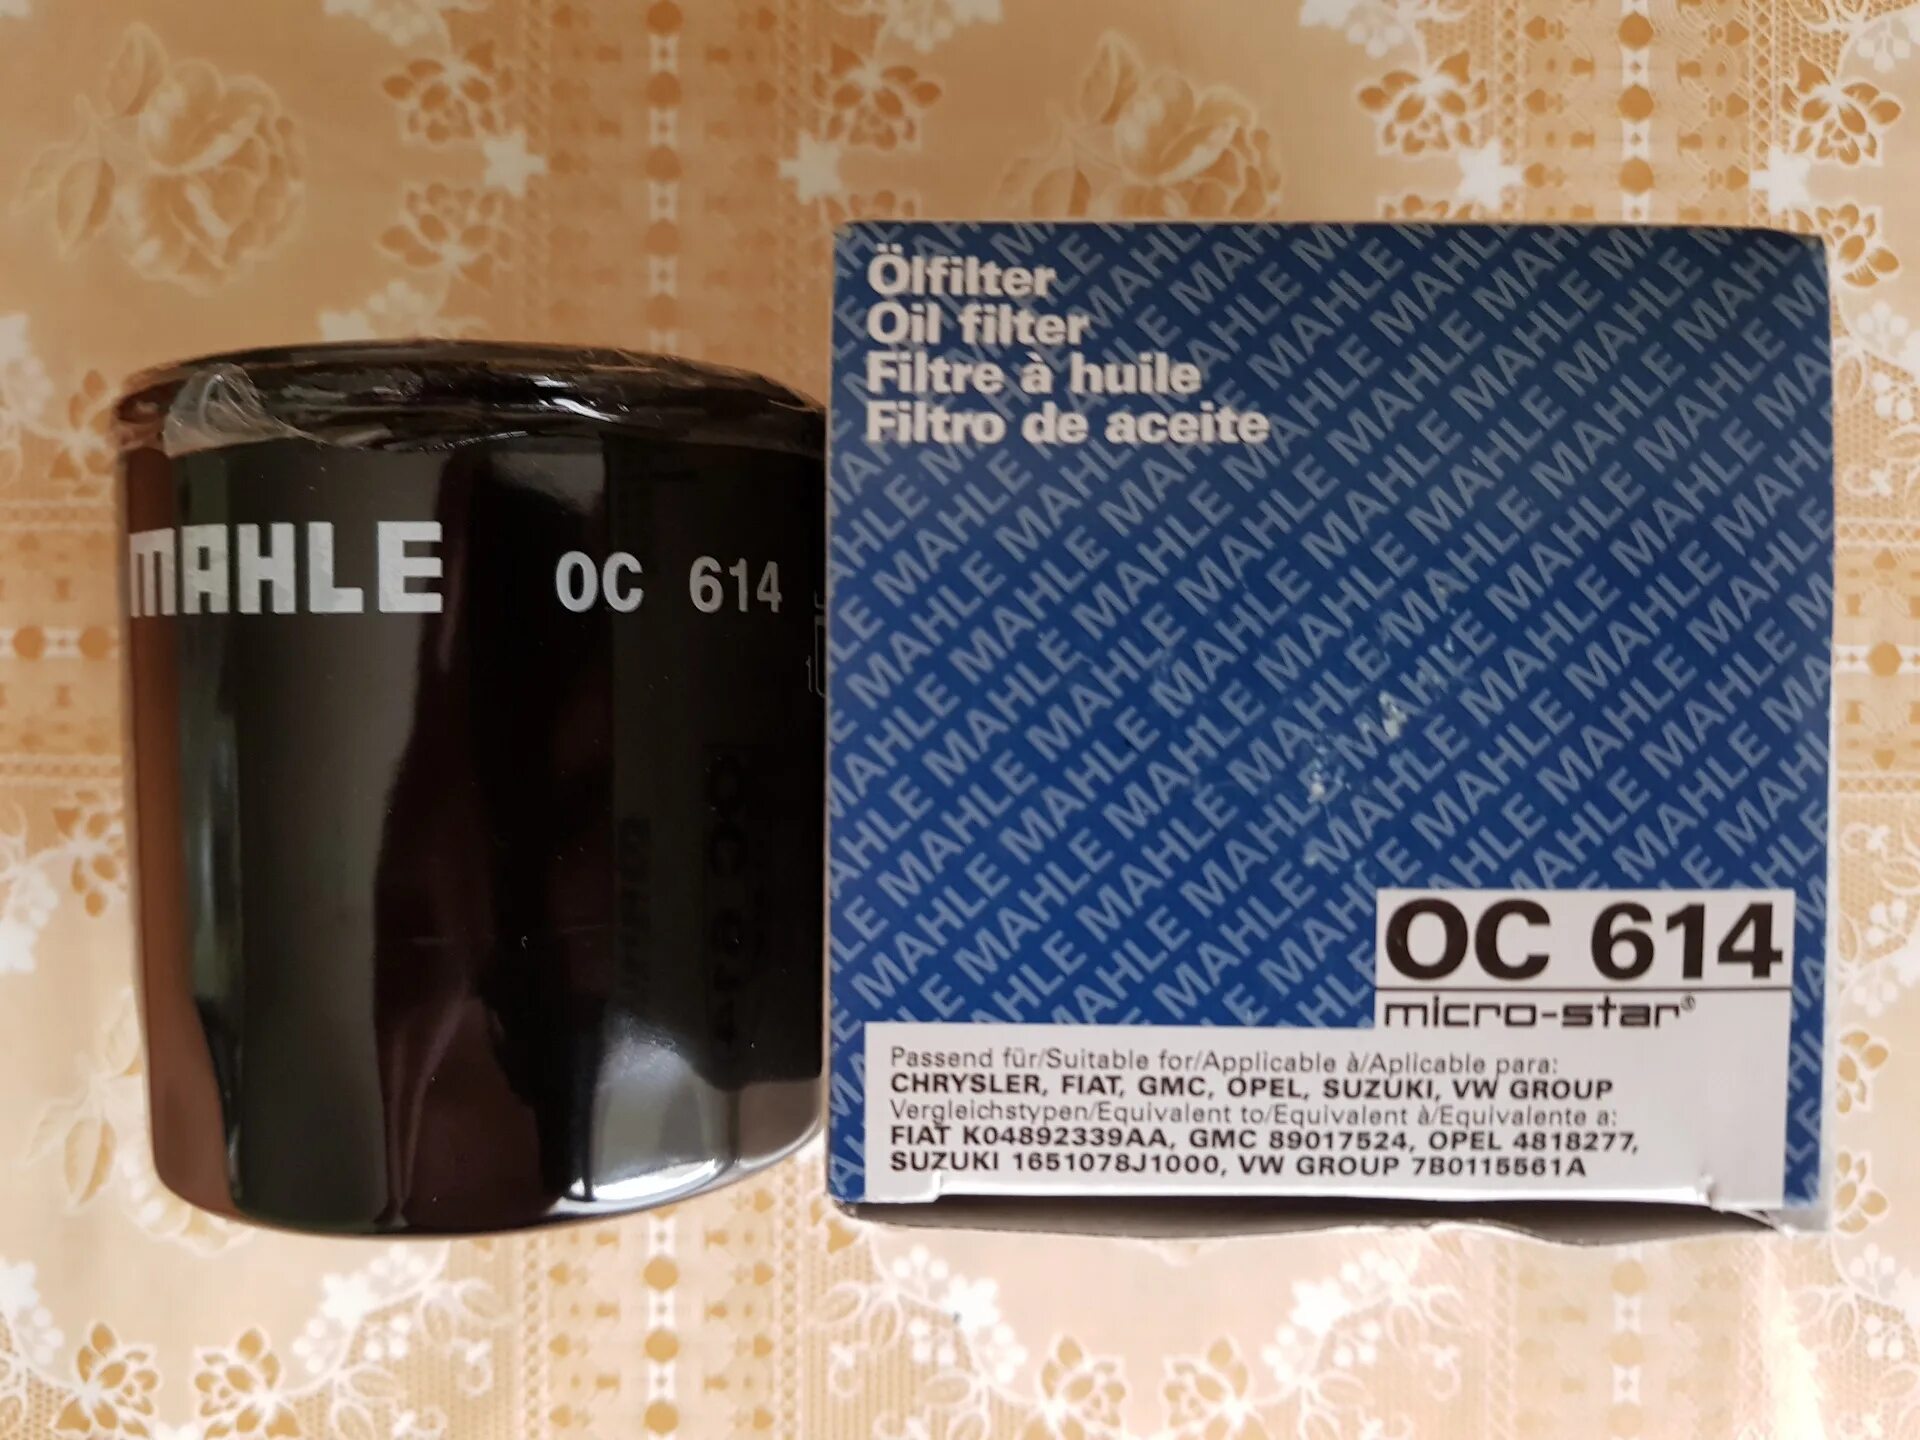 MAHLE OC 614
Ölfilter
Oil filter
Filtre à huile
Filtro de aceite
OC 614
micro-star®
Passend für/Suitable for/Applicable à/Aplicable para:
CHRYSLER, FIAT, GMC, OPEL, SUZUKI, VW GROUP
Vergleichstypen/Equivalent to/Equivalent à/Equivalente a:
FIAT K04892339AA, GMC 89017524, OPEL 4818277,
SUZUKI 1651078J1000, VW GROUP 7B0115561A